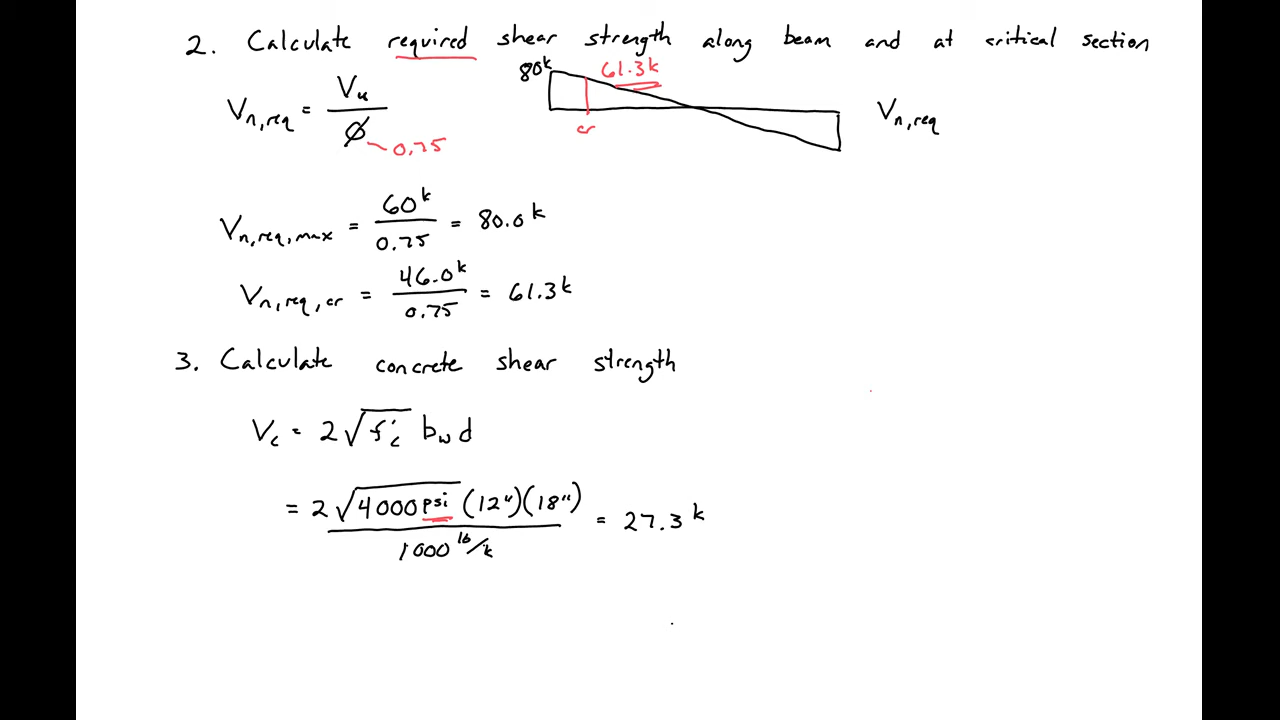 2. Calculate required shear strength along beam and at critical section
80k 61.3k
Vn,req = Vu / ϕ
0.75
cr
Vn,req
Vn,req,max = 60k / 0.75 = 80.0k
Vn,req,cr = 46.0k / 0.75 = 61.3k
3. Calculate concrete shear strength
Vc = 2√f'c bw d
= 2√4000psi (12")(18") / 1000 lb/k = 27.3k